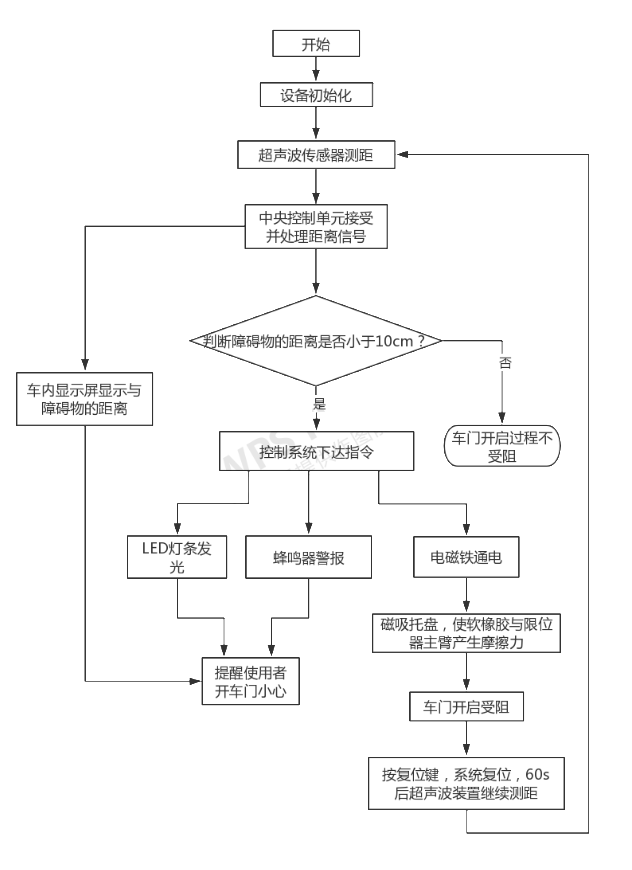 开始
设备初始化
超声波传感器测距
中央控制单元接受
并处理距离信号
判断障碍物的距离是否小于10cm？
否
车内显示屏显示与
障碍物的距离
是
车门开启过程不
受阻
控制系统下达指令
LED灯条发
光
蜂鸣器警报
电磁铁通电
磁吸托盘，使软橡胶与限位
器主臂产生摩擦力
提醒使用者
开车门小心
车门开启受阻
按复位键，系统复位，60s
后超声波装置继续测距